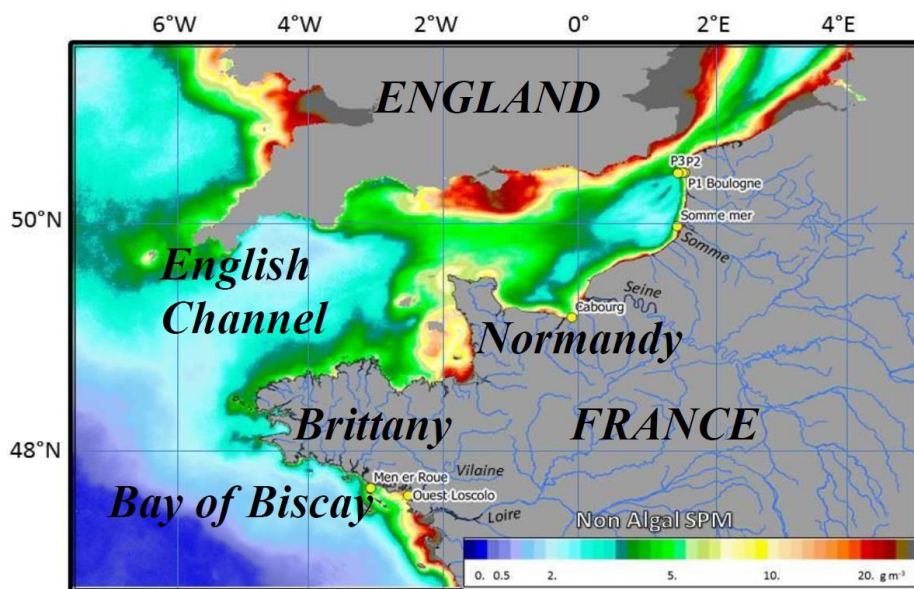 6°W 4°W 2°W 0° 2°E 4°E
ENGLAND
P3 P2
P1 Boulogne
50°N
Somme mer
Somme
English
Channel
Seine
Cabourg
Normandy
Brittany
FRANCE
48°N
Vilaine
Men er Roue
Bay of Biscay
Ouest Loscolo
Loire
Non Algal SPM
0. 0.5 2. 5. 10. 20. g m⁻³